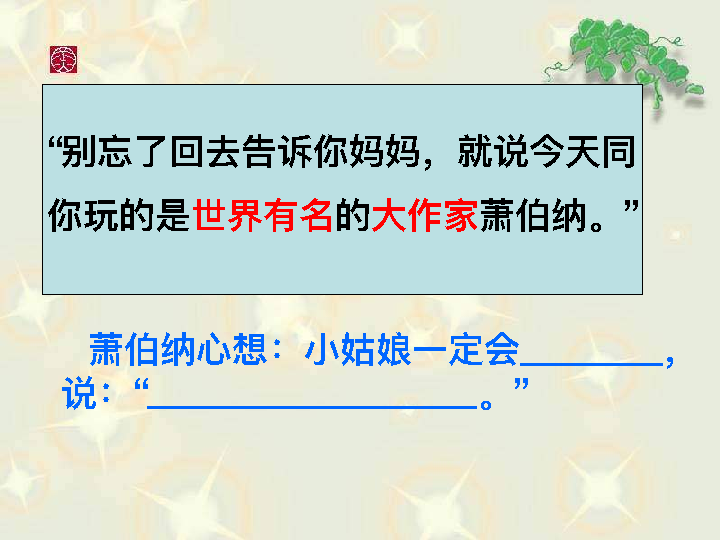 “别忘了回去告诉你妈妈，就说今天同
你玩的是世界有名的大作家萧伯纳。”
萧伯纳心想：小姑娘一定会________，
说：“__________________。”